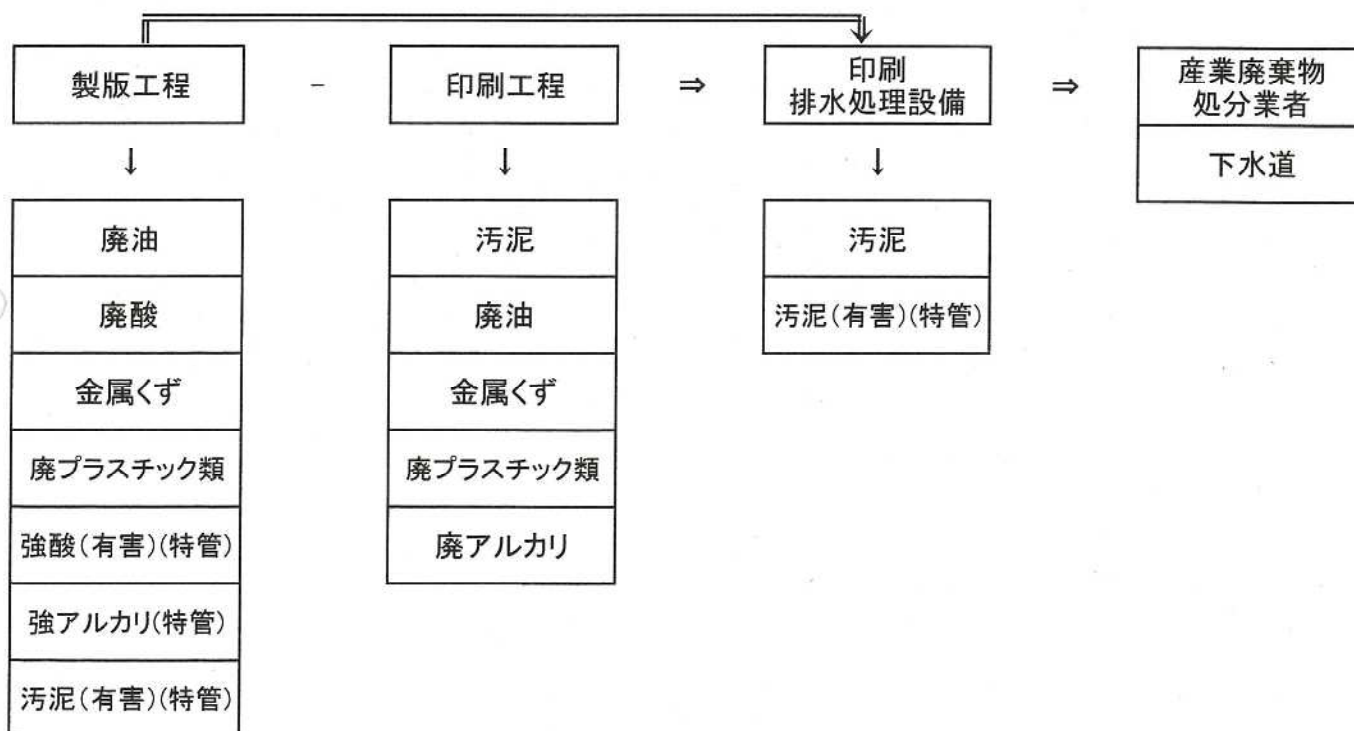 製版工程
－
印刷工程
⇒
印刷
排水処理設備
⇒
産業廃棄物
処分業者
下水道
↓
↓
↓
廃油
廃酸
金属くず
廃プラスチック類
強酸(有害)(特管)
強アルカリ(特管)
汚泥(有害)(特管)
汚泥
廃油
金属くず
廃プラスチック類
廃アルカリ
汚泥
汚泥(有害)(特管)